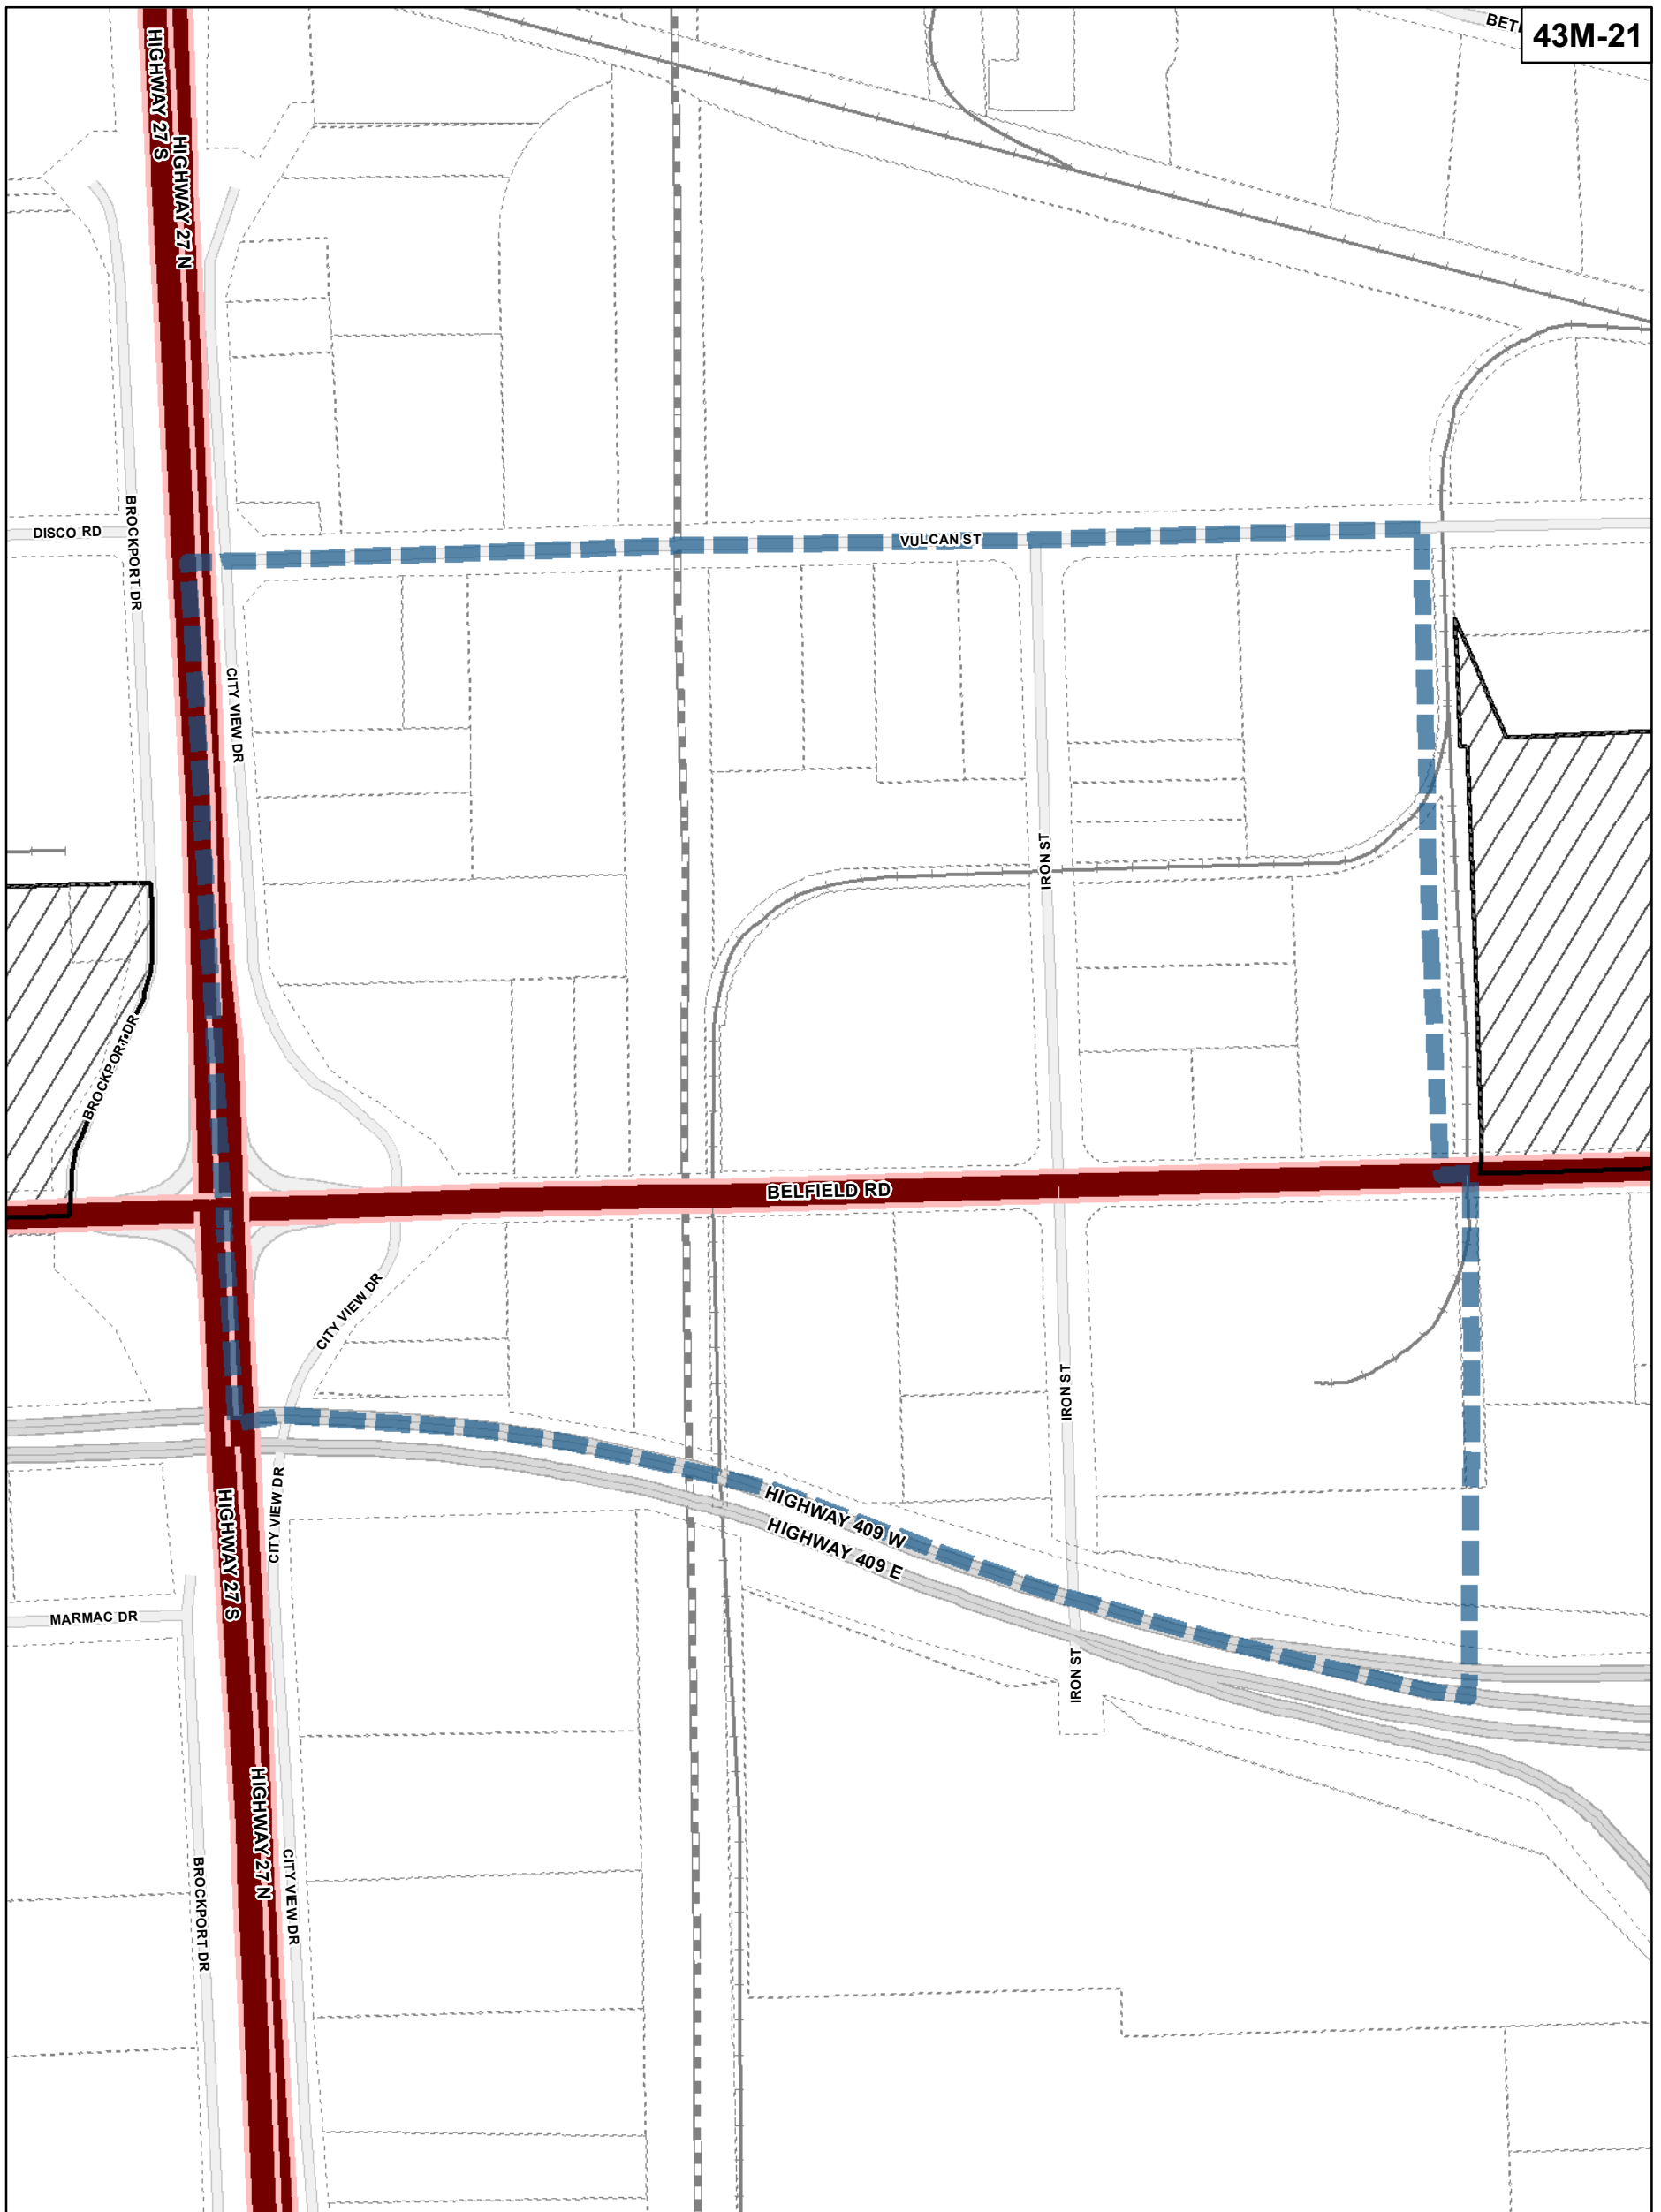 BET
43M-21
HIGHWAY 27 S
HIGHWAY 27 N
DISCO RD
BROCKPORT DR
VULCAN ST
CITY VIEW DR
IRON ST
BROCKPORT DR
BELFIELD RD
CITY VIEW DR
IRON ST
HIGHWAY 409 W
HIGHWAY 409 E
CITY VIEW DR
HIGHWAY 27 S
MARMAC DR
IRON ST
HIGHWAY 27 N
CITY VIEW DR
BROCKPORT DR